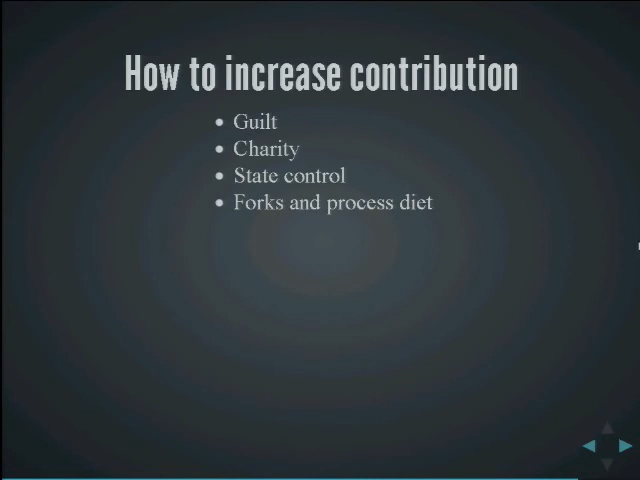 How to increase contribution
Guilt
Charity
State control
Forks and process diet